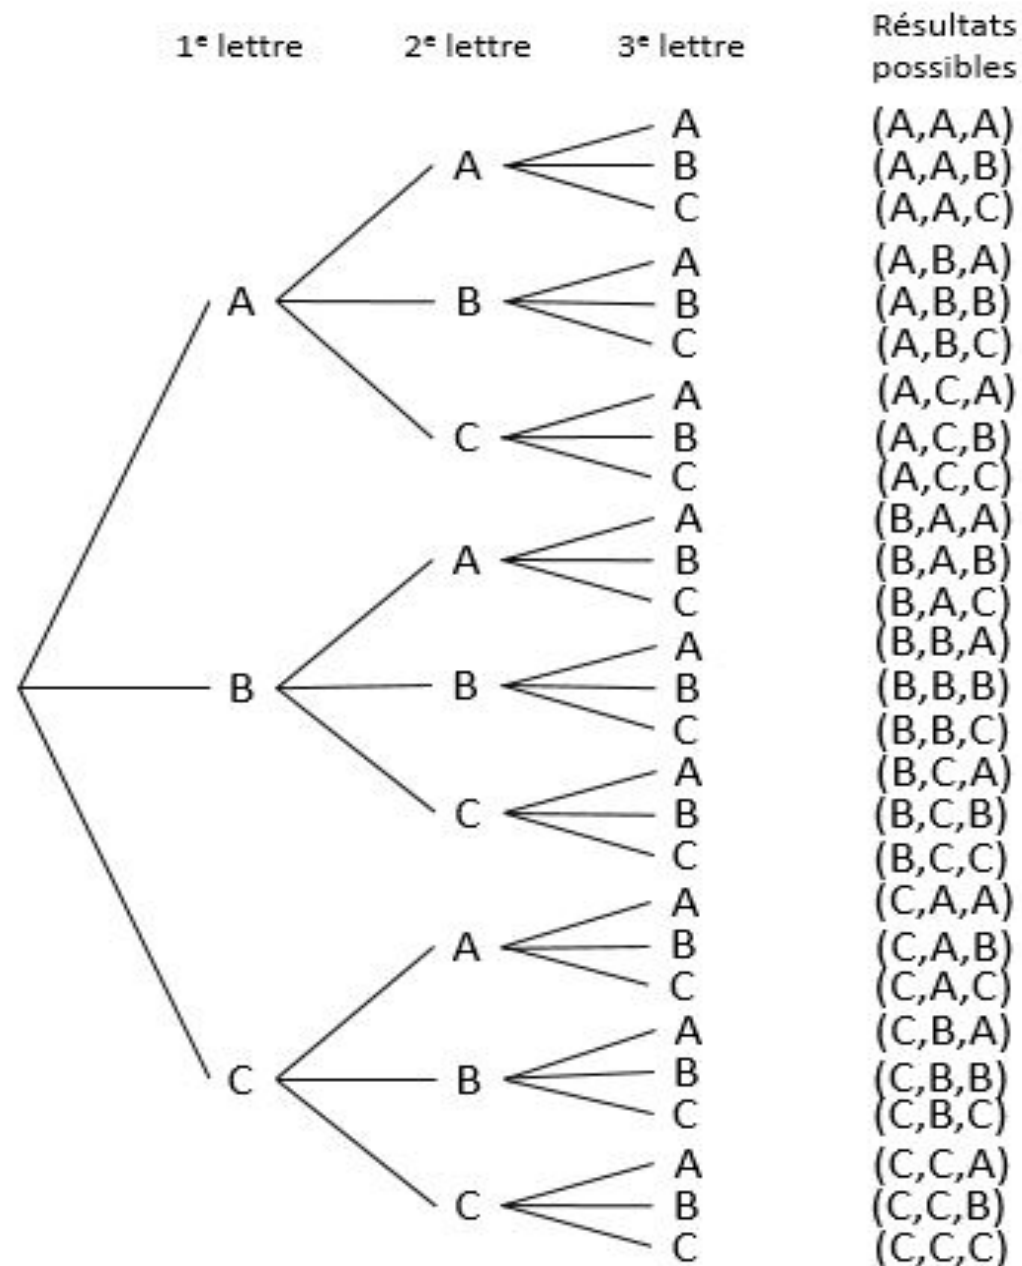 1ᵉ lettre 2ᵉ lettre 3ᵉ lettre Résultats possibles
A (A,A,A)
A B (A,A,B)
C (A,A,C)
A (A,B,A)
A B B (A,B,B)
C (A,B,C)
A (A,C,A)
C B (A,C,B)
C (A,C,C)
A (B,A,A)
A B (B,A,B)
C (B,A,C)
A (B,B,A)
B B B (B,B,B)
C (B,B,C)
A (B,C,A)
C B (B,C,B)
C (B,C,C)
A (C,A,A)
A B (C,A,B)
C (C,A,C)
A (C,B,A)
C B B (C,B,B)
C (C,B,C)
A (C,C,A)
C B (C,C,B)
C (C,C,C)